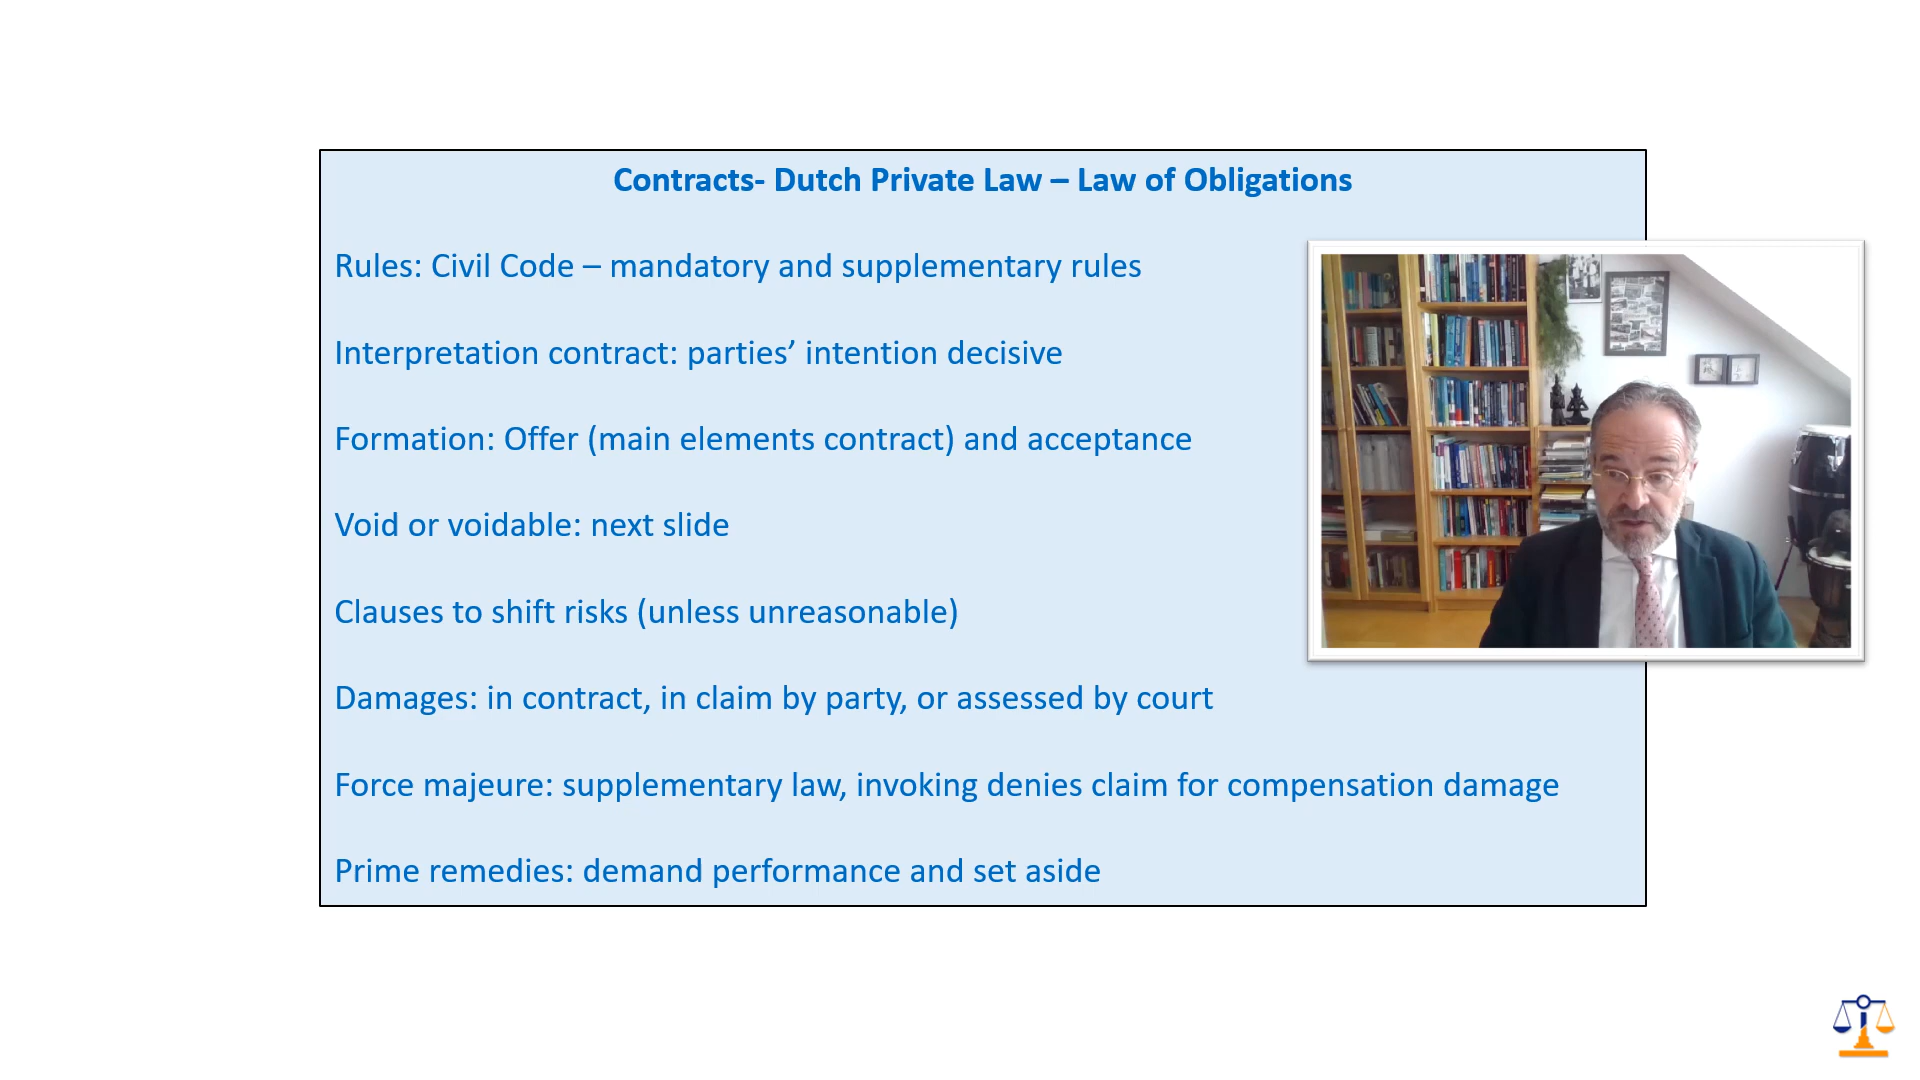 Contracts- Dutch Private Law – Law of Obligations
Rules: Civil Code – mandatory and supplementary rules
Interpretation contract: parties’ intention decisive
Formation: Offer (main elements contract) and acceptance
Void or voidable: next slide
Clauses to shift risks (unless unreasonable)
Damages: in contract, in claim by party, or assessed by court
Force majeure: supplementary law, invoking denies claim for compensation damage
Prime remedies: demand performance and set aside